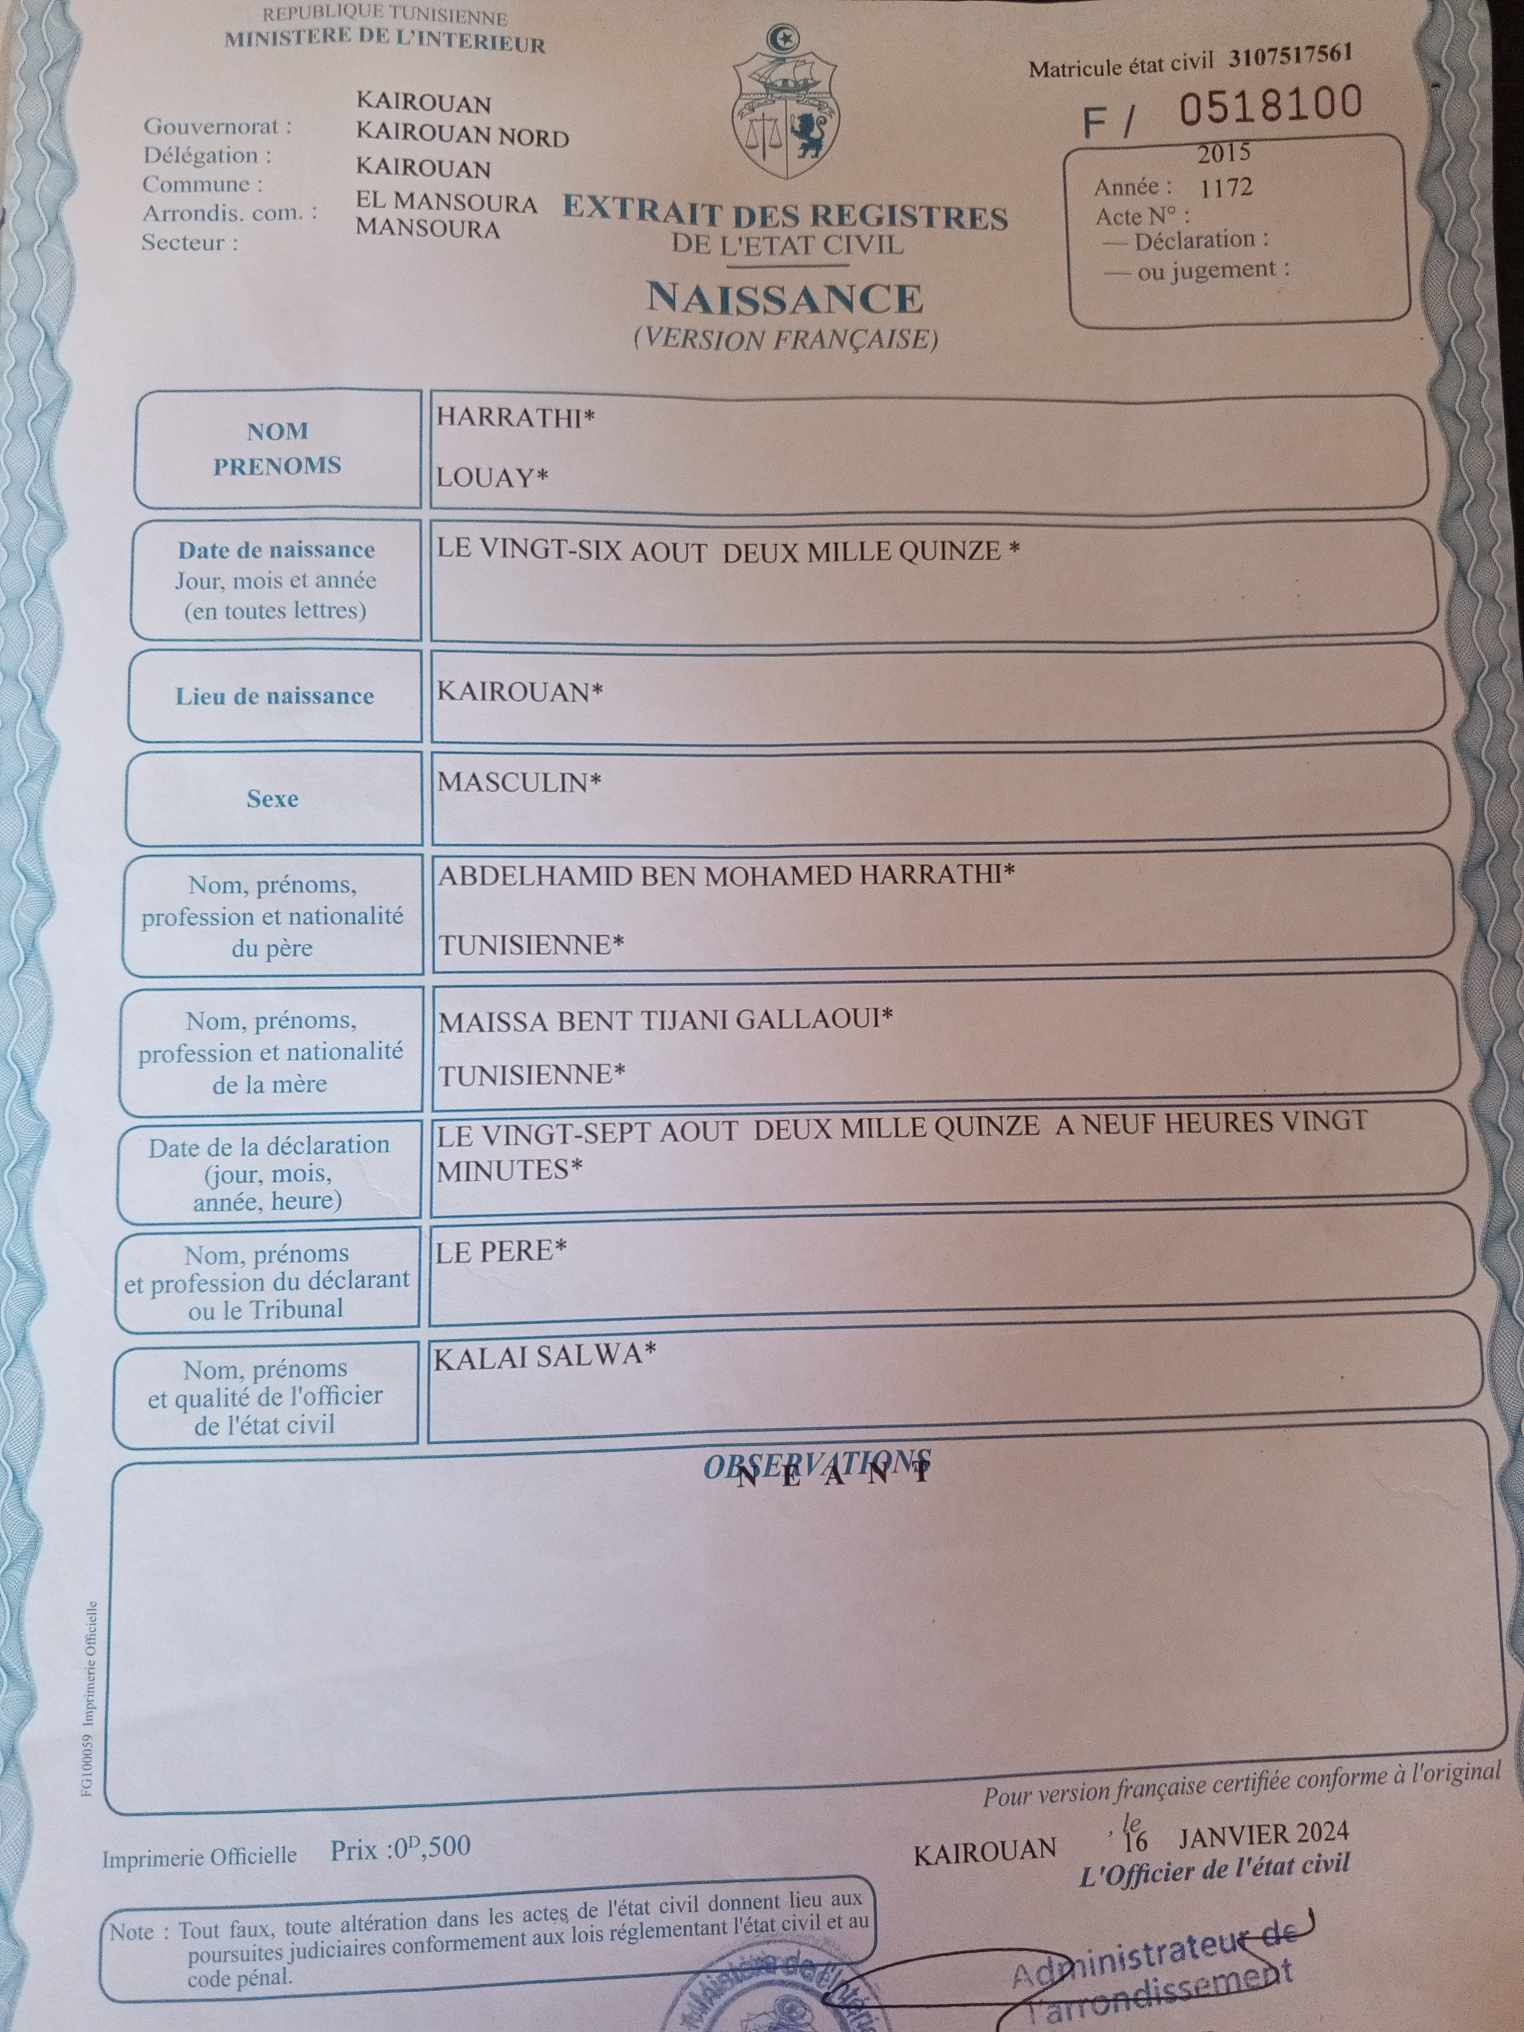 REPUBLIQUE TUNISIENNE
MINISTERE DE L'INTERIEUR
Gouvernorat : KAIROUAN
Délégation : KAIROUAN NORD
Commune : KAIROUAN
Arrondis. com. : EL MANSOURA
Secteur : MANSOURA
EXTRAIT DES REGISTRES
DE L'ETAT CIVIL
NAISSANCE
(VERSION FRANÇAISE)
Matricule état civil 3107517561
F / 0518100
Année : 2015
Acte N° : 1172
— Déclaration :
— ou jugement :
NOM
PRENOMS
HARRATHI*
LOUAY*
Date de naissance
Jour, mois et année
(en toutes lettres)
LE VINGT-SIX AOUT DEUX MILLE QUINZE *
Lieu de naissance
KAIROUAN*
Sexe
MASCULIN*
Nom, prénoms,
profession et nationalité
du père
ABDELHAMID BEN MOHAMED HARRATHI*
TUNISIENNE*
Nom, prénoms,
profession et nationalité
de la mère
MAISSA BENT TIJANI GALLAOUI*
TUNISIENNE*
Date de la déclaration
(jour, mois,
année, heure)
LE VINGT-SEPT AOUT DEUX MILLE QUINZE A NEUF HEURES VINGT
MINUTES*
Nom, prénoms
et profession du déclarant
ou le Tribunal
LE PERE*
Nom, prénoms
et qualité de l'officier
de l'état civil
KALAI SALWA*
OBSERVATIONS
N E A N T
FG100059 Imprimerie Officielle
Pour version française certifiée conforme à l'original
Imprimerie Officielle Prix :0D,500
KAIROUAN , le 16 JANVIER 2024
L'Officier de l'état civil
Note : Tout faux, toute altération dans les actes de l'état civil donnent lieu aux
poursuites judiciaires conformement aux lois réglementant l'état civil et au
code pénal.
Administrateur de
l'arrondissement